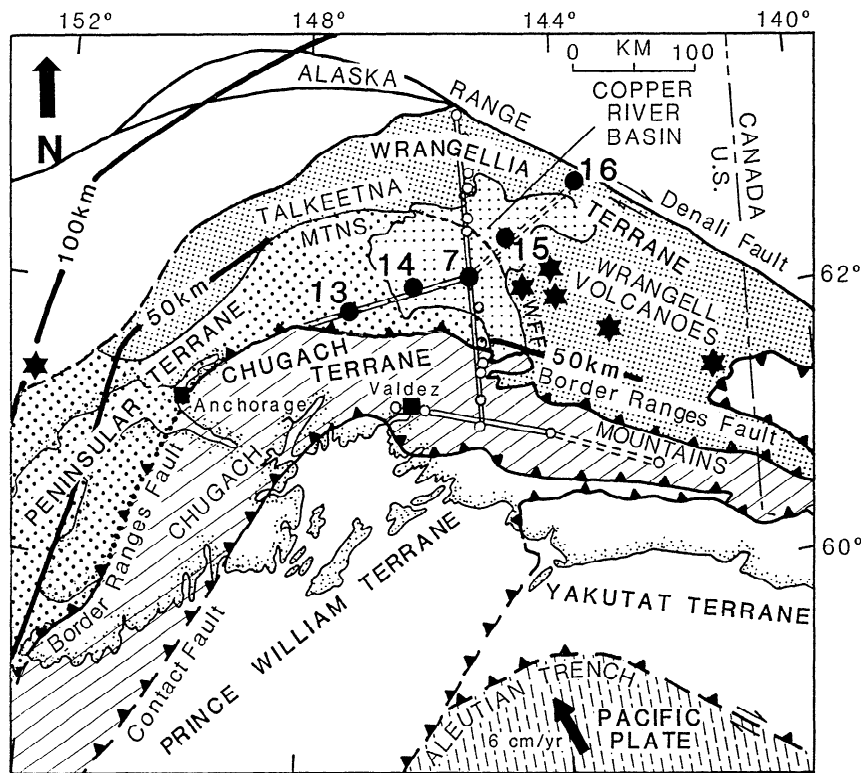 152° 148° 144° 140°
0 KM 100
ALASKA RANGE
COPPER
RIVER
BASIN
CANADA
U.S.
N
WRANGELLIA
TERRANE
16
Denali Fault
100km
TALKEETNA
MTNS
50km
15
7
14
13
62°
WRANGELL
VOLCANOES
WF
PENINSULAR TERRANE
CHUGACH
TERRANE
50km
Border Ranges Fault
Anchorage
Valdez
CHUGACH MOUNTAINS
Border Ranges Fault
60°
Contact Fault
PRINCE WILLIAM TERRANE
YAKUTAT TERRANE
ALEUTIAN TRENCH
6 cm/yr
PACIFIC
PLATE